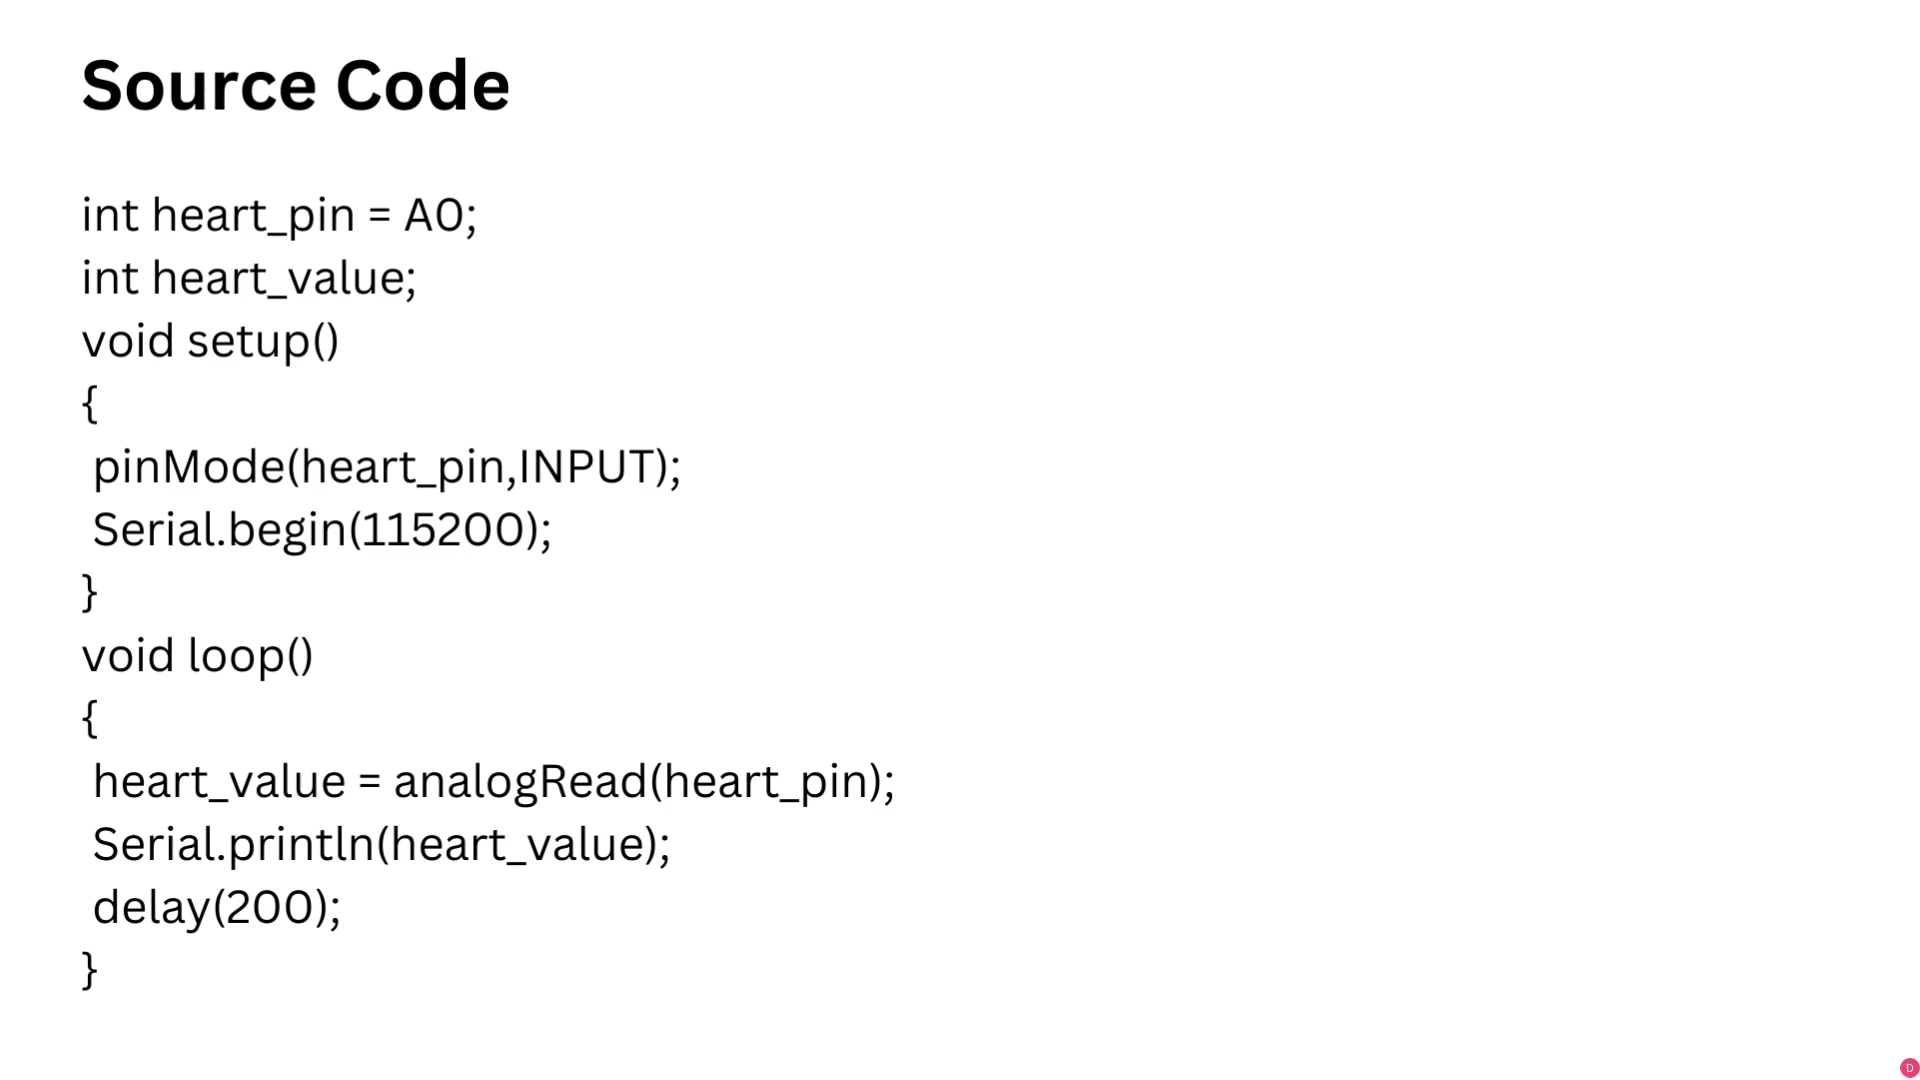 Source Code
int heart_pin = A0;
int heart_value;
void setup()
{
pinMode(heart_pin,INPUT);
Serial.begin(115200);
}
void loop()
{
heart_value = analogRead(heart_pin);
Serial.println(heart_value);
delay(200);
}
D